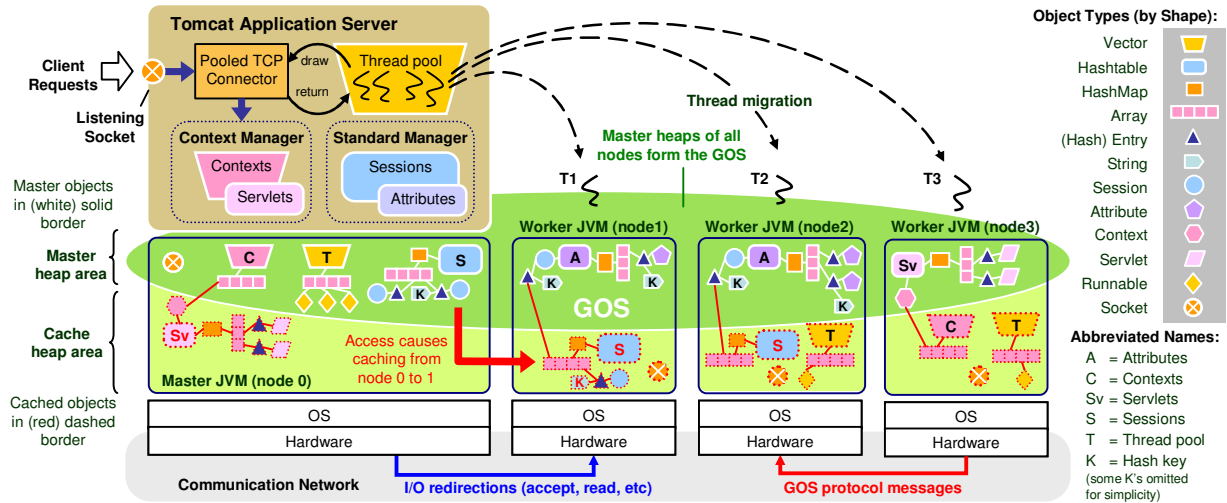 Tomcat Application Server
Client
Requests
Listening
Socket
Pooled TCP
Connector
draw
return
Thread pool
Context Manager
Contexts
Servlets
Standard Manager
Sessions
Attributes
Thread migration
Master heaps of all
nodes form the GOS
T1
T2
T3
Master objects
in (white) solid
border
Master
heap area
Cache
heap area
Cached objects
in (red) dashed
border
Worker JVM (node1)
Worker JVM (node2)
Worker JVM (node3)
C
T
S
K
A
K
A
K
Sv
GOS
Sv
Access causes
caching from
node 0 to 1
S
K
S
T
C
T
Master JVM (node 0)
OS
Hardware
OS
Hardware
OS
Hardware
OS
Hardware
Communication Network
I/O redirections (accept, read, etc)
GOS protocol messages
Object Types (by Shape):
Vector
Hashtable
HashMap
Array
(Hash) Entry
String
Session
Attribute
Context
Servlet
Runnable
Socket
Abbreviated Names:
A = Attributes
C = Contexts
Sv = Servlets
S = Sessions
T = Thread pool
K = Hash key
(some K's omitted
for simplicity)